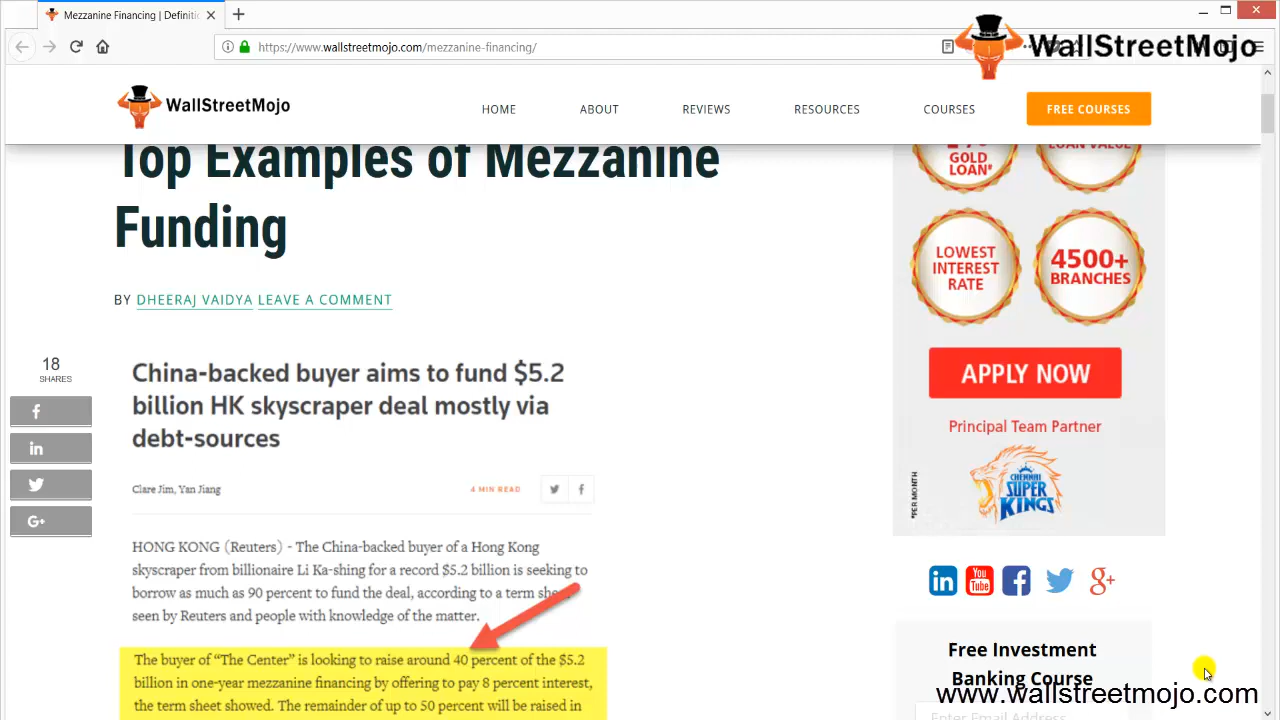 Mezzanine Financing | Definiti
https://www.wallstreetmojo.com/mezzanine-financing/
WallStreetMojo
WallStreetMojo
HOME
ABOUT
REVIEWS
RESOURCES
COURSES
FREE COURSES
Top Examples of Mezzanine
Funding
BY DHEERAJ VAIDYA LEAVE A COMMENT
18
SHARES
China-backed buyer aims to fund $5.2
billion HK skyscraper deal mostly via
debt-sources
Clare Jim, Yan Jiang
4 MIN READ
HONG KONG (Reuters) - The China-backed buyer of a Hong Kong
skyscraper from billionaire Li Ka-shing for a record $5.2 billion is seeking to
borrow as much as 90 percent to fund the deal, according to a term sheet
seen by Reuters and people with knowledge of the matter.
The buyer of “The Center” is looking to raise around 40 percent of the $5.2
billion in one-year mezzanine financing by offering to pay 8 percent interest,
the term sheet showed. The remainder of up to 50 percent will be raised in
GOLD
LOAN*
LOAN VALUE
LOWEST
INTEREST
RATE
4500+
BRANCHES
APPLY NOW
Principal Team Partner
CHENNAI
SUPER
KINGS
*PER MONTH
in
You
Tube
f
g+
Free Investment
Banking Course
www.wallstreetmojo.com
Enter Email Address